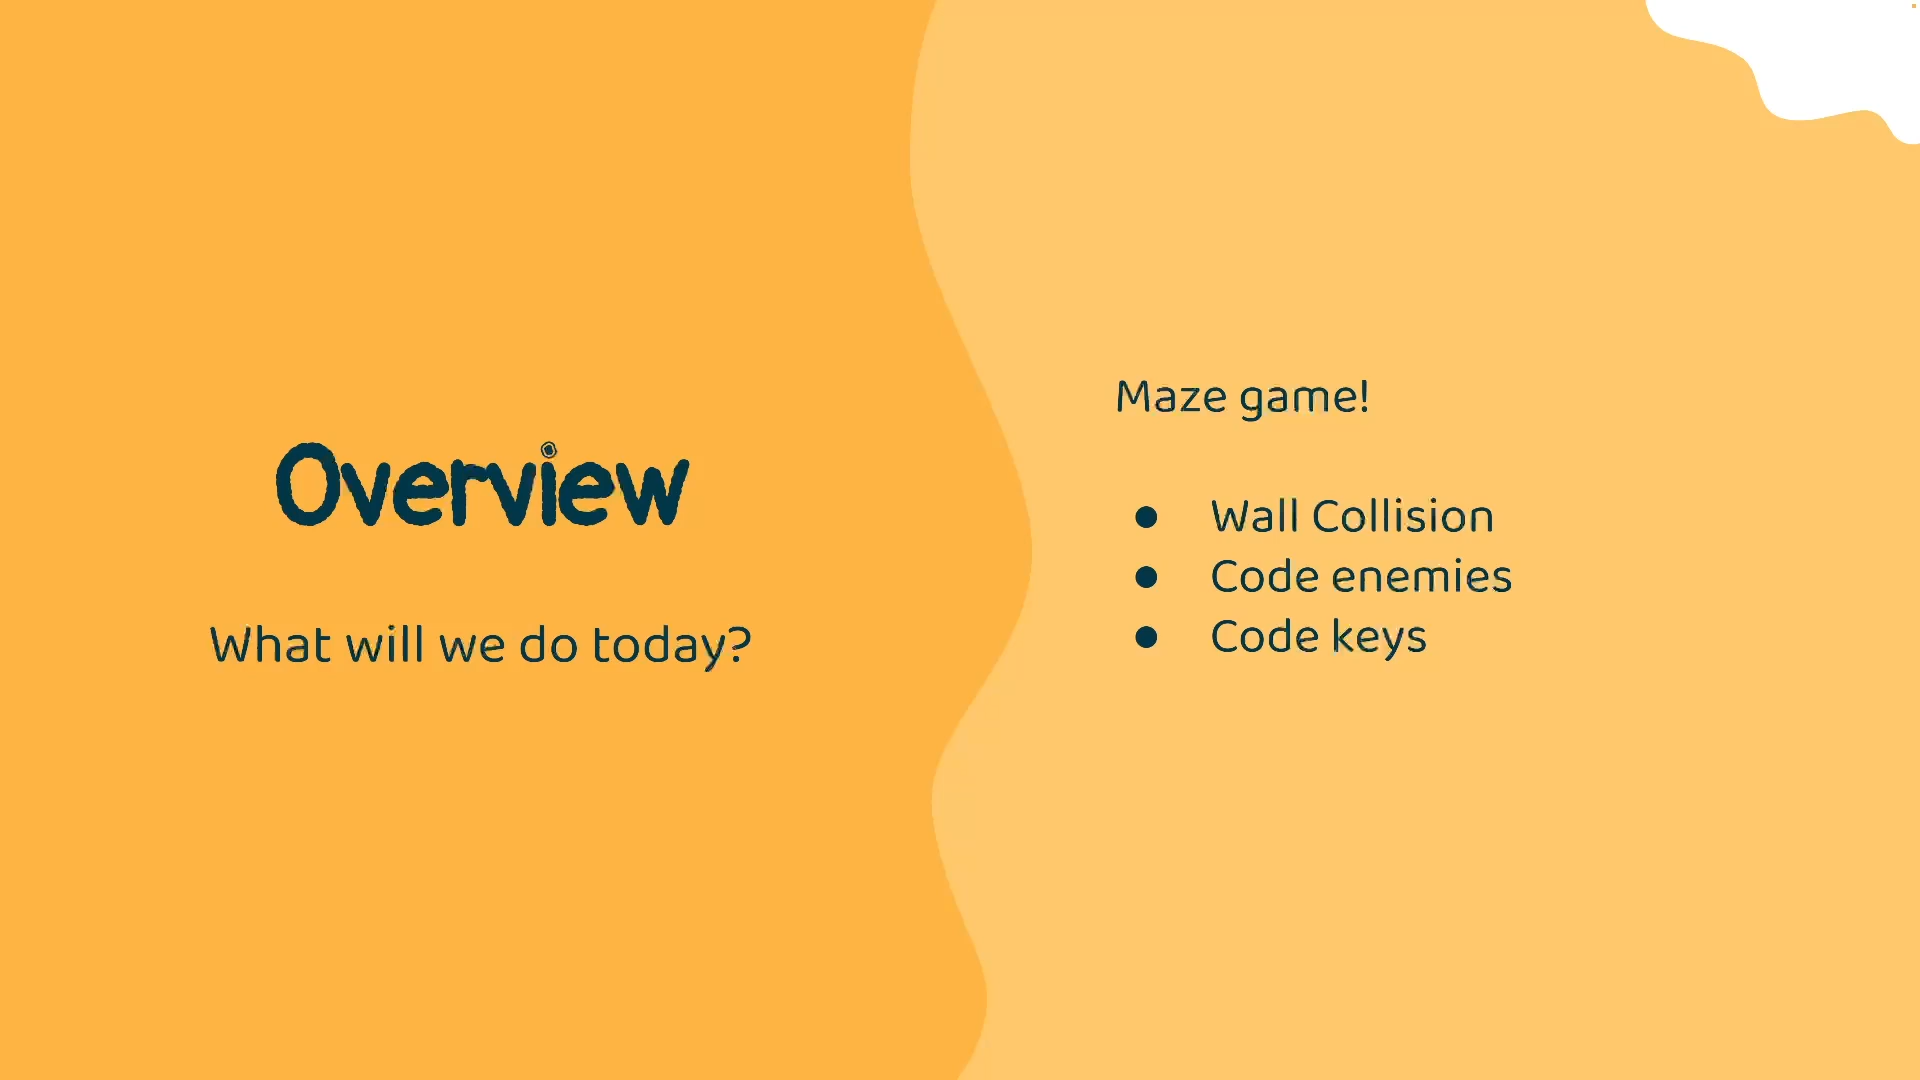 Overview
What will we do today?
Maze game!
● Wall Collision
● Code enemies
● Code keys